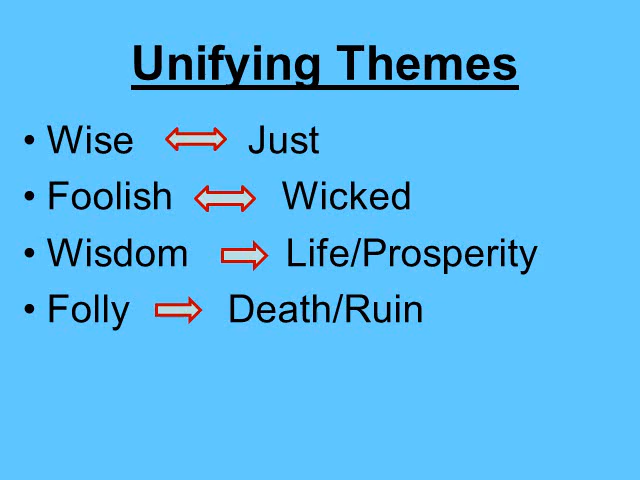 Unifying Themes
• Wise Just
• Foolish Wicked
• Wisdom Life/Prosperity
• Folly Death/Ruin